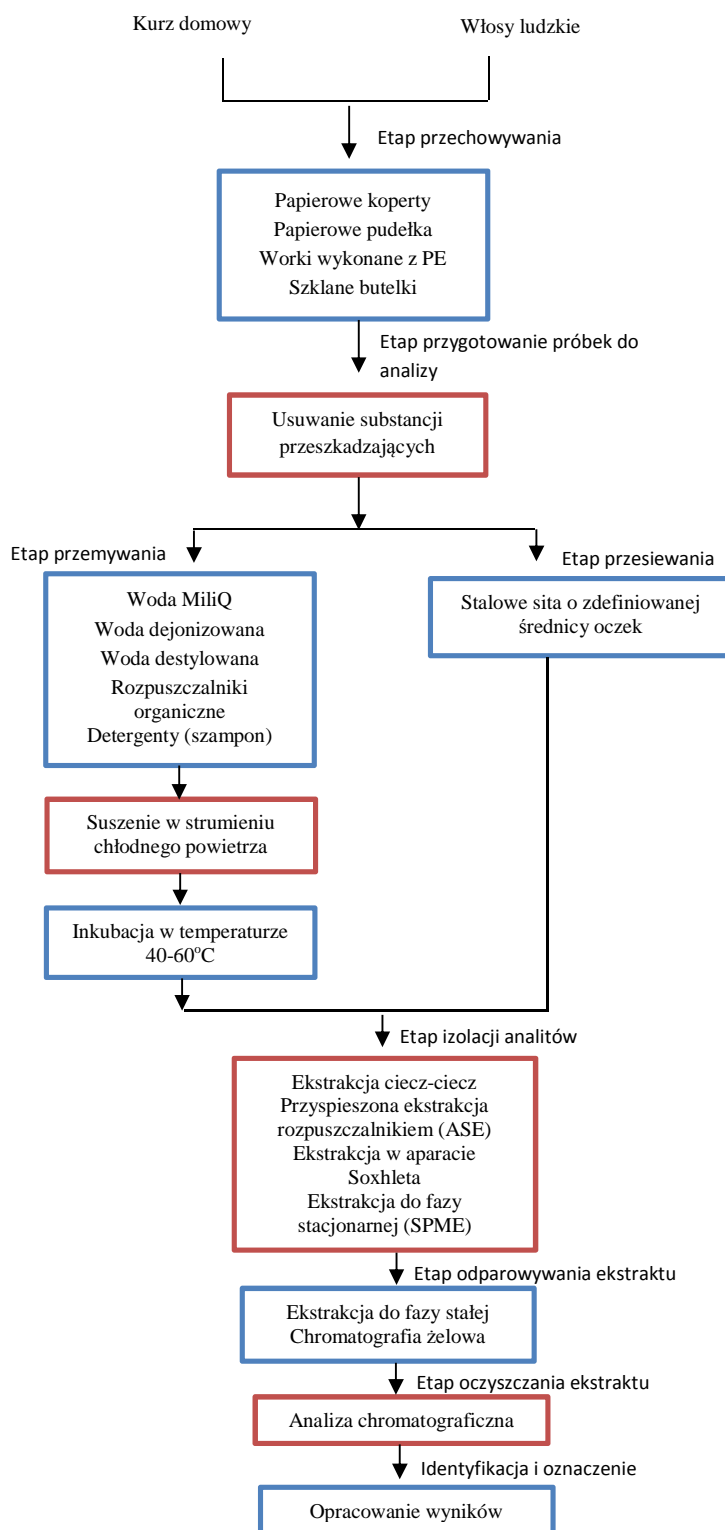 Kurz domowy
Włosy ludzkie
Etap przechowywania
Papierowe koperty
Papierowe pudełka
Worki wykonane z PE
Szklane butelki
Etap przygotowanie próbek do
analizy
Usuwanie substancji
przeszkadzających
Etap przemywania
Etap przesiewania
Woda MiliQ
Woda dejonizowana
Woda destylowana
Rozpuszczalniki
organiczne
Detergenty (szampon)
Stalowe sita o zdefiniowanej
średnicy oczek
Suszenie w strumieniu
chłodnego powietrza
Inkubacja w temperaturze
40-60°C
Etap izolacji analitów
Ekstrakcja ciecz-ciecz
Przyspieszona ekstrakcja
rozpuszczalnikiem (ASE)
Ekstrakcja w aparacie
Soxhleta
Ekstrakcja do fazy
stacjonarnej (SPME)
Etap odparowywania ekstraktu
Ekstrakcja do fazy stałej
Chromatografia żelowa
Etap oczyszczania ekstraktu
Analiza chromatograficzna
Identyfikacja i oznaczenie
Opracowanie wyników